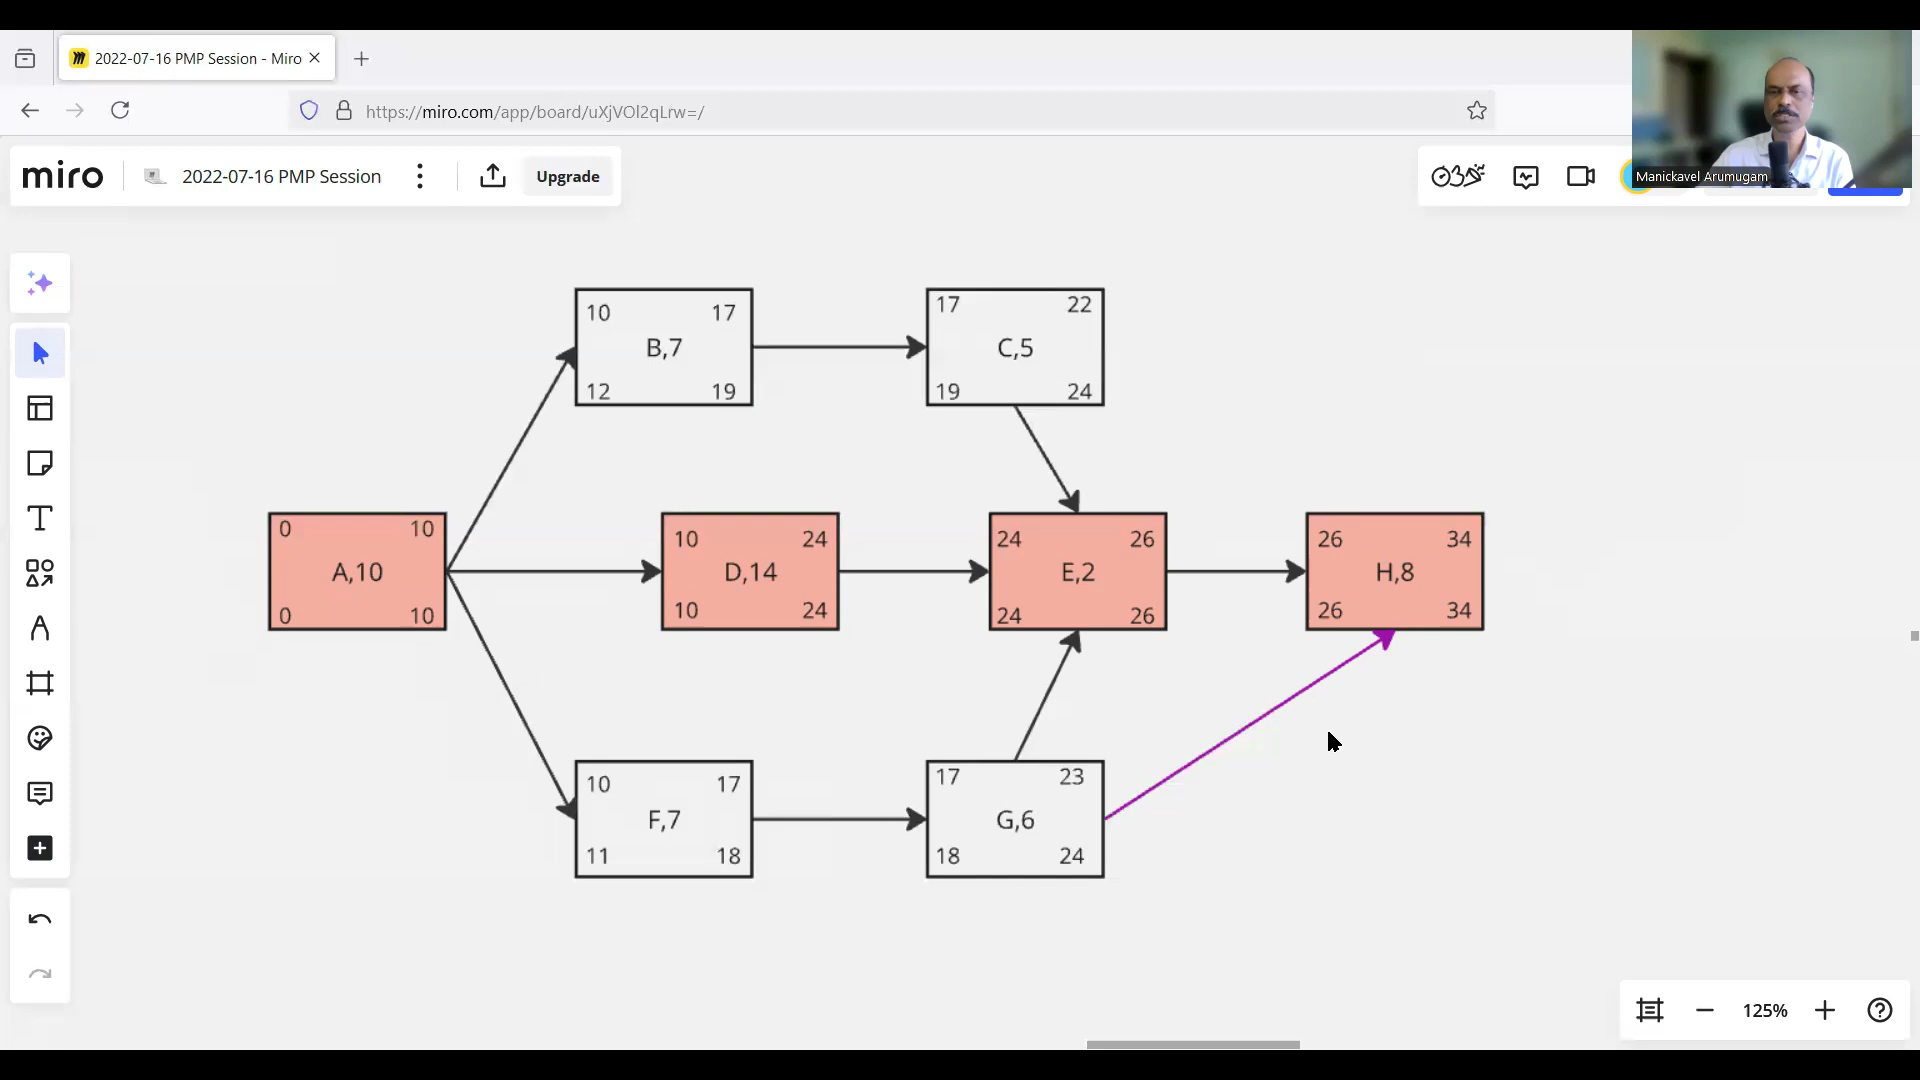 2022-07-16 PMP Session - Miro
https://miro.com/app/board/uXjVOl2qLrw=/
miro
2022-07-16 PMP Session
Upgrade
Manickavel Arumugam
10 17
B,7
12 19
17 22
C,5
19 24
0 10
A,10
0 10
10 24
D,14
10 24
24 26
E,2
24 26
26 34
H,8
26 34
10 17
F,7
11 18
17 23
G,6
18 24
125%